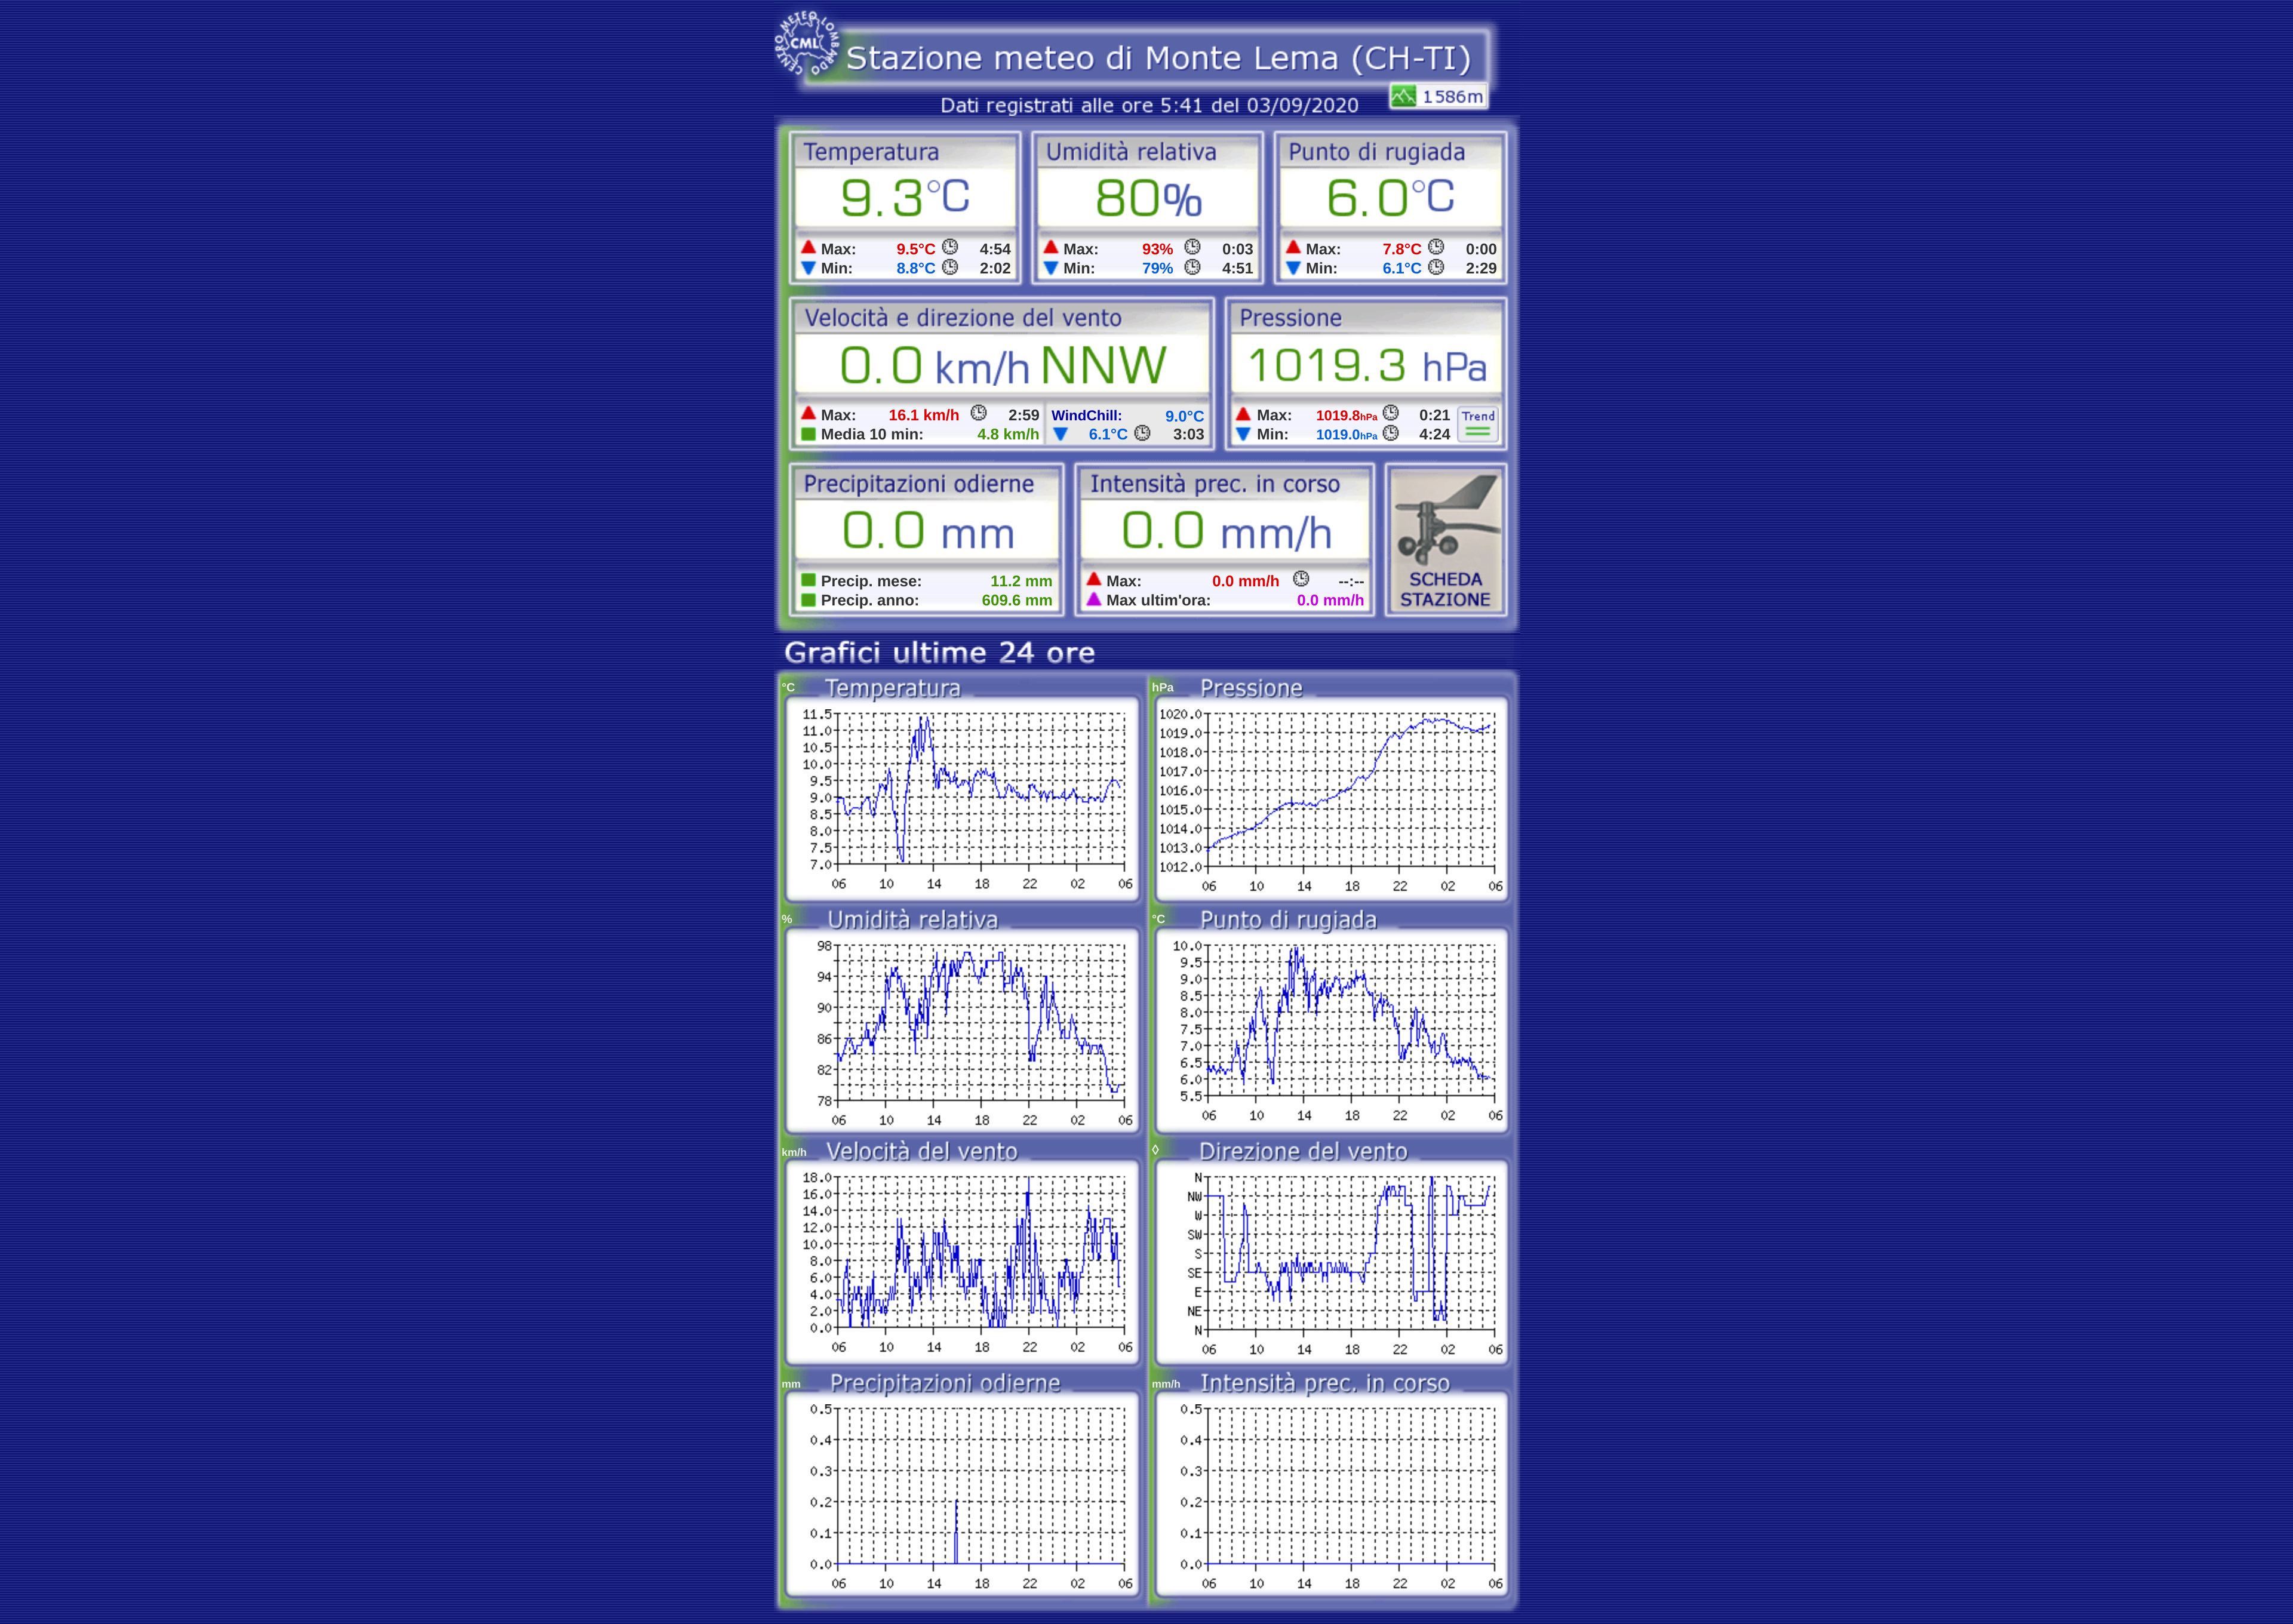 CENTRO METEO LOMBARDO
CML
Stazione meteo di Monte Lema (CH-TI)
1586m
Dati registrati alle ore 5:41 del 03/09/2020
Temperatura
9.3°C
Max: 9.5°C 4:54
Min: 8.8°C 2:02
Umidità relativa
80%
Max: 93% 0:03
Min: 79% 4:51
Punto di rugiada
6.0°C
Max: 7.8°C 0:00
Min: 6.1°C 2:29
Velocità e direzione del vento
0.0 km/h NNW
Max: 16.1 km/h 2:59
Media 10 min: 4.8 km/h
WindChill: 9.0°C
6.1°C 3:03
Pressione
1019.3 hPa
Max: 1019.8hPa 0:21
Min: 1019.0hPa 4:24
Trend
Precipitazioni odierne
0.0 mm
Precip. mese: 11.2 mm
Precip. anno: 609.6 mm
Intensità prec. in corso
0.0 mm/h
Max: 0.0 mm/h --:--
Max ultim'ora: 0.0 mm/h
SCHEDA
STAZIONE
Grafici ultime 24 ore
°C Temperatura
11.5
11.0
10.5
10.0
9.5
9.0
8.5
8.0
7.5
7.0
06 10 14 18 22 02 06
hPa Pressione
1020.0
1019.0
1018.0
1017.0
1016.0
1015.0
1014.0
1013.0
1012.0
06 10 14 18 22 02 06
% Umidità relativa
98
94
90
86
82
78
06 10 14 18 22 02 06
°C Punto di rugiada
10.0
9.5
9.0
8.5
8.0
7.5
7.0
6.5
6.0
5.5
06 10 14 18 22 02 06
km/h Velocità del vento
18.0
16.0
14.0
12.0
10.0
8.0
6.0
4.0
2.0
0.0
06 10 14 18 22 02 06
◊ Direzione del vento
N
NW
W
SW
S
SE
E
NE
N
06 10 14 18 22 02 06
mm Precipitazioni odierne
0.5
0.4
0.3
0.2
0.1
0.0
06 10 14 18 22 02 06
mm/h Intensità prec. in corso
0.5
0.4
0.3
0.2
0.1
0.0
06 10 14 18 22 02 06